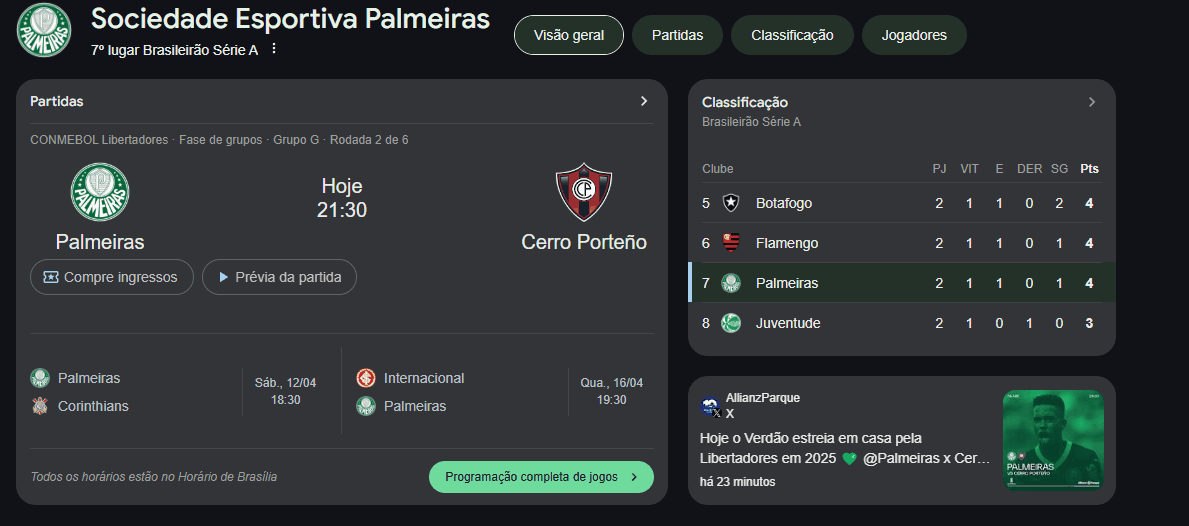 Sociedade Esportiva Palmeiras
7º lugar Brasileirão Série A
Visão geral
Partidas
Classificação
Jogadores
Partidas
CONMEBOL Libertadores · Fase de grupos · Grupo G · Rodada 2 de 6
Hoje
21:30
Palmeiras
Cerro Porteño
Compre ingressos
Prévia da partida
Palmeiras
Corinthians
Sáb., 12/04
18:30
Internacional
Palmeiras
Qua., 16/04
19:30
Todos os horários estão no Horário de Brasília
Programação completa de jogos
Classificação
Brasileirão Série A
Clube PJ VIT E DER SG Pts
5 Botafogo 2 1 1 0 2 4
6 Flamengo 2 1 1 0 1 4
7 Palmeiras 2 1 1 0 1 4
8 Juventude 2 1 0 1 0 3
AllianzParque
X
Hoje o Verdão estreia em casa pela
Libertadores em 2025 💚 @Palmeiras x Cer...
há 23 minutos
PALMEIRAS
VS CERRO PORTEÑO